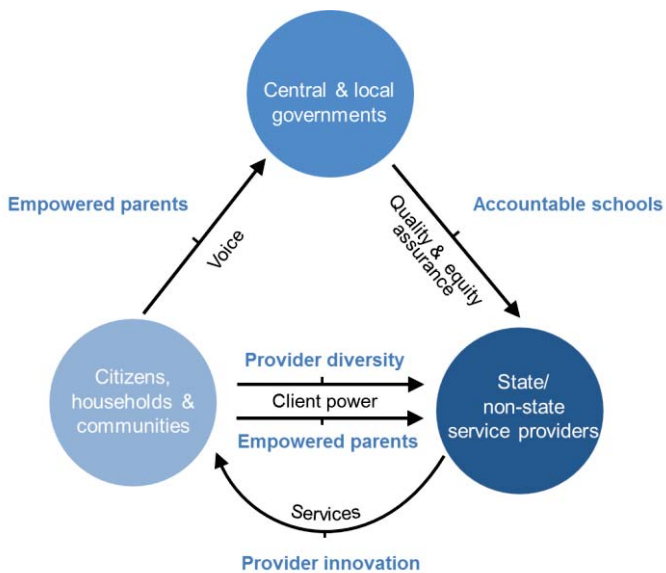 Central & local
governments
Empowered parents
Voice
Quality & equity
assurance
Accountable schools
Citizens,
households &
communities
Provider diversity
Client power
Empowered parents
State/
non-state
service providers
Services
Provider innovation